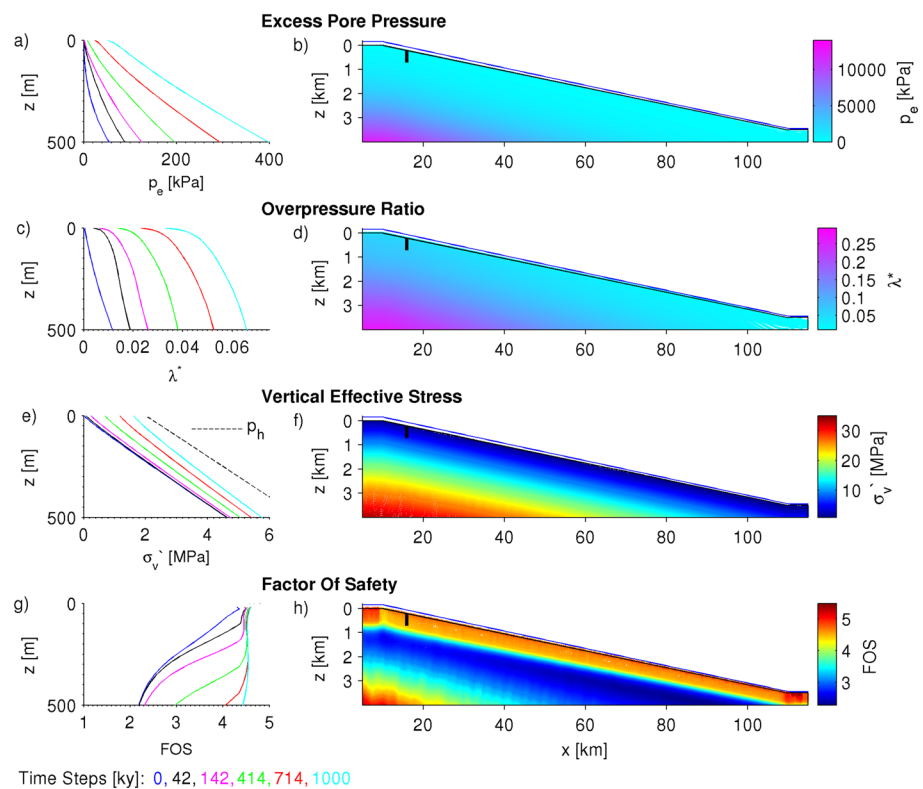 Excess Pore Pressure
a)
0
z [m]
500
0 200 400
p_e [kPa]
b)
0
1
2
3
z [km]
20 40 60 80 100
10000
5000
0
p_e [kPa]
Overpressure Ratio
c)
0
z [m]
500
0 0.02 0.04 0.06
λ*
d)
0
1
2
3
z [km]
20 40 60 80 100
0.25
0.2
0.15
0.1
0.05
λ*
Vertical Effective Stress
e)
0
z [m]
500
p_h
0 2 4 6
σ_v` [MPa]
f)
0
1
2
3
z [km]
20 40 60 80 100
30
20
10
σ_v` [MPa]
Factor Of Safety
g)
0
z [m]
500
1 2 3 4 5
FOS
h)
0
1
2
3
z [km]
20 40 60 80 100
x [km]
5
4
3
FOS
Time Steps [ky]: 0, 42, 142, 414, 714, 1000